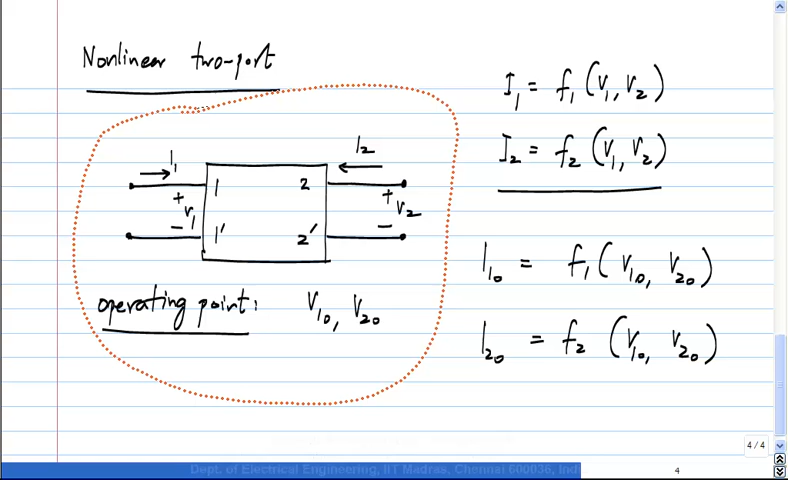 Nonlinear two-port
I₁ = f₁ (V₁, V₂)
I₂ = f₂ (V₁, V₂)
I₁ I₂
1 2
+ V₁ - + V₂ -
1' 2'
I₁₀ = f₁ (V₁₀, V₂₀)
operating point: V₁₀, V₂₀
I₂₀ = f₂ (V₁₀, V₂₀)
4/4
Dept. of Electrical Engineering, IIT Madras, Chennai 600036, Ind
4